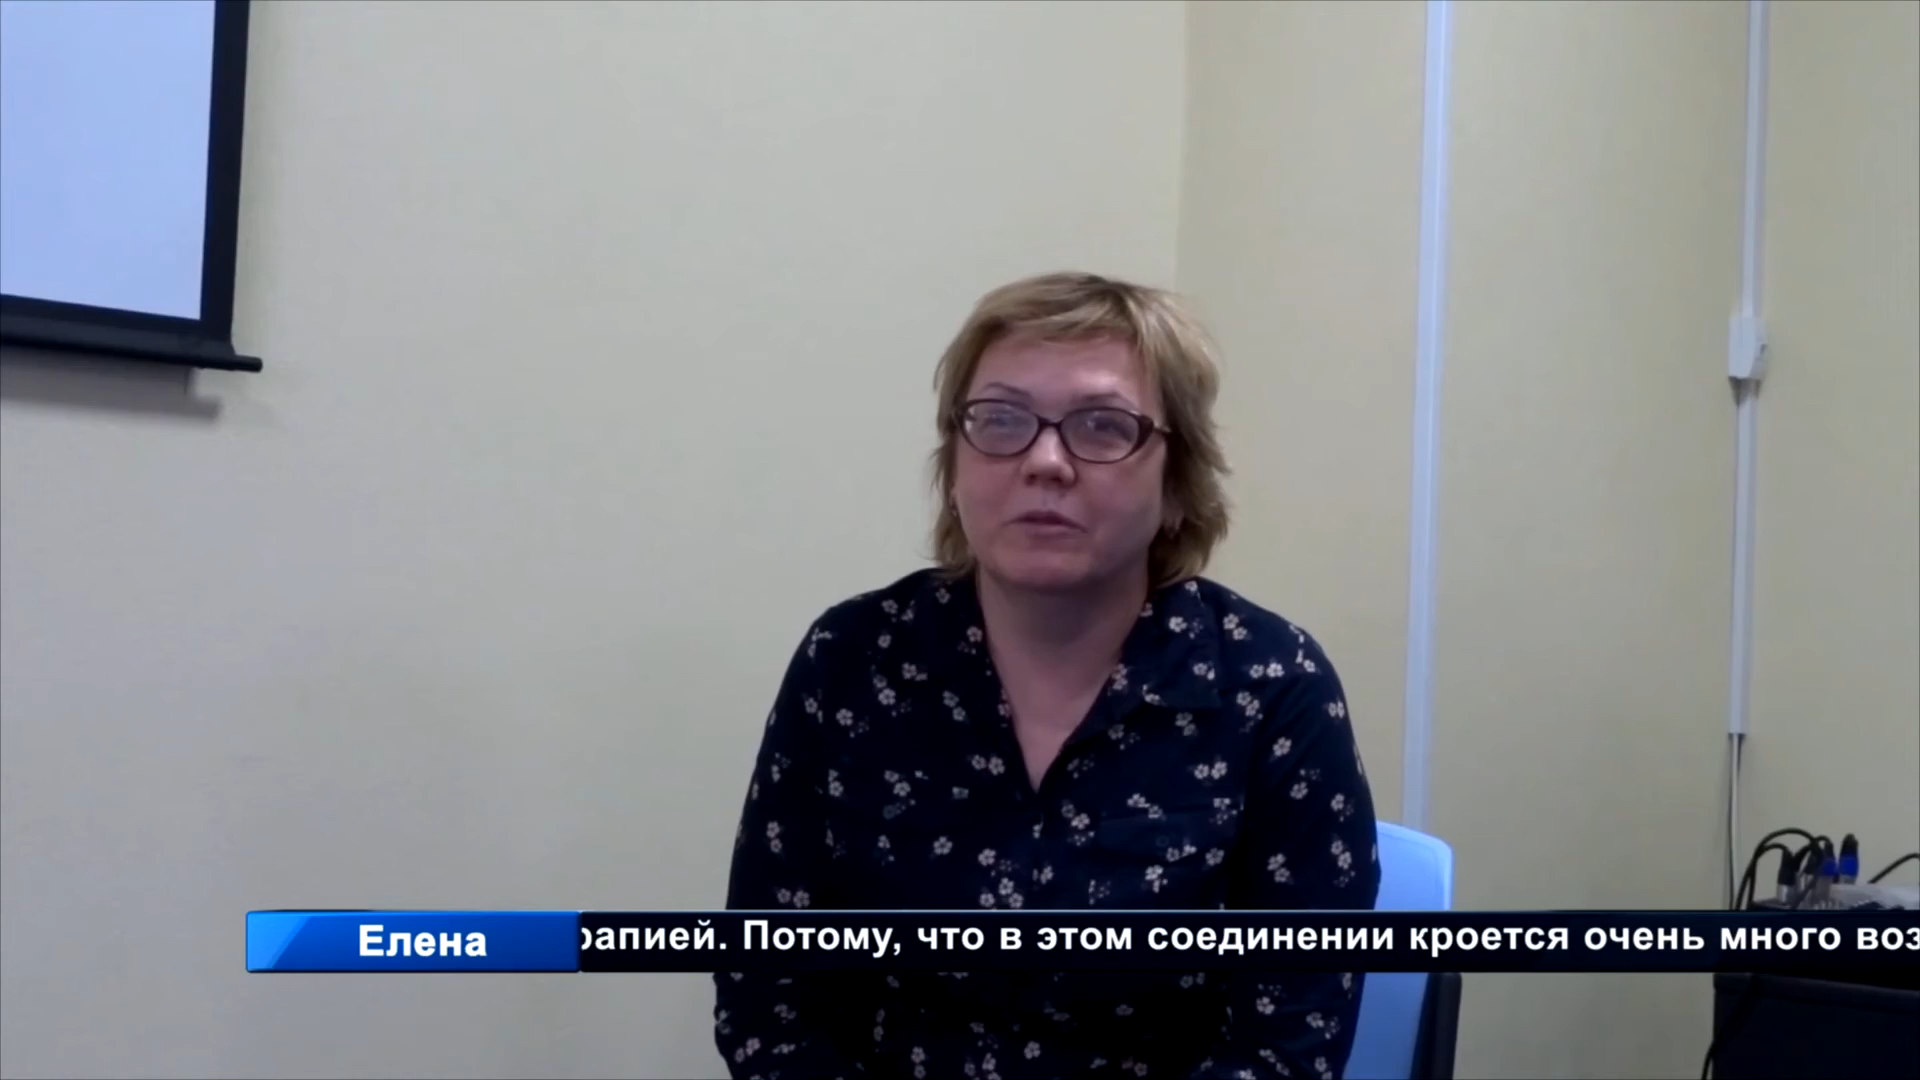 Елена
рапией. Потому, что в этом соединении кроется очень много воз